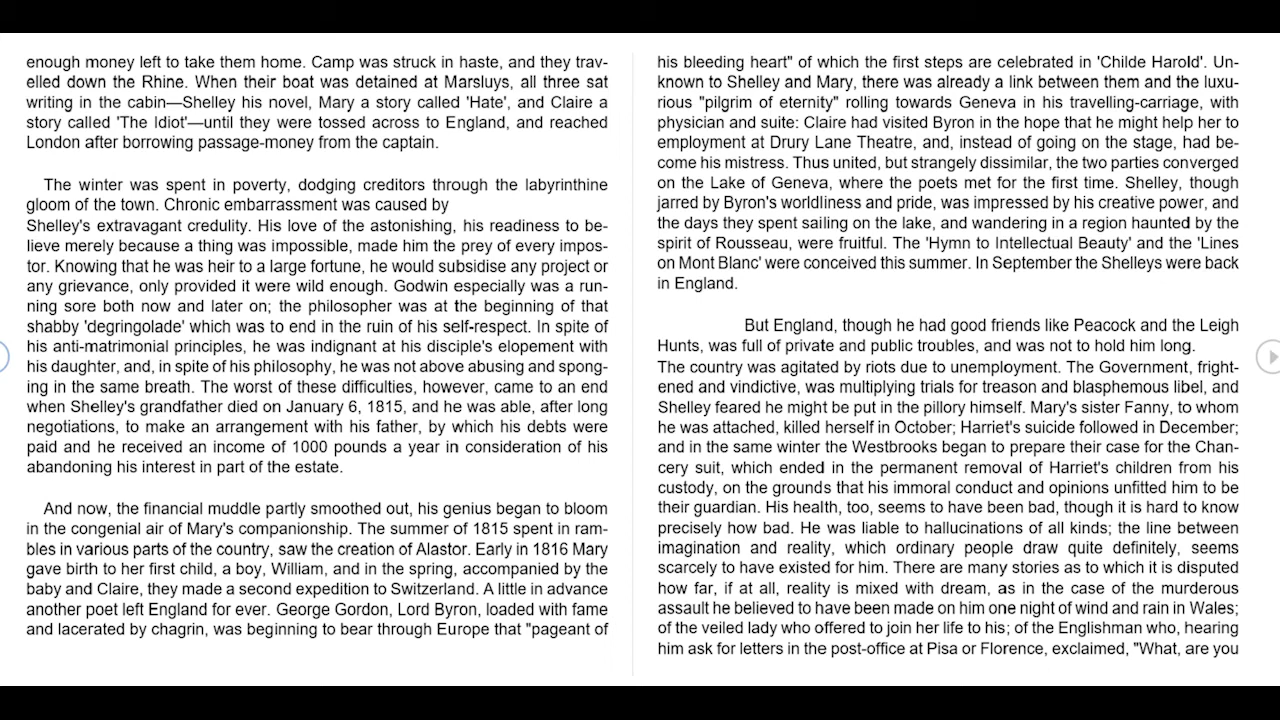 enough money left to take them home. Camp was struck in haste, and they trav-
elled down the Rhine. When their boat was detained at Marsluys, all three sat
writing in the cabin—Shelley his novel, Mary a story called 'Hate', and Claire a
story called 'The Idiot'—until they were tossed across to England, and reached
London after borrowing passage-money from the captain.
The winter was spent in poverty, dodging creditors through the labyrinthine
gloom of the town. Chronic embarrassment was caused by
Shelley's extravagant credulity. His love of the astonishing, his readiness to be-
lieve merely because a thing was impossible, made him the prey of every impos-
tor. Knowing that he was heir to a large fortune, he would subsidise any project or
any grievance, only provided it were wild enough. Godwin especially was a run-
ning sore both now and later on; the philosopher was at the beginning of that
shabby 'degringolade' which was to end in the ruin of his self-respect. In spite of
his anti-matrimonial principles, he was indignant at his disciple's elopement with
his daughter, and, in spite of his philosophy, he was not above abusing and spong-
ing in the same breath. The worst of these difficulties, however, came to an end
when Shelley's grandfather died on January 6, 1815, and he was able, after long
negotiations, to make an arrangement with his father, by which his debts were
paid and he received an income of 1000 pounds a year in consideration of his
abandoning his interest in part of the estate.
And now, the financial muddle partly smoothed out, his genius began to bloom
in the congenial air of Mary's companionship. The summer of 1815 spent in ram-
bles in various parts of the country, saw the creation of Alastor. Early in 1816 Mary
gave birth to her first child, a boy, William, and in the spring, accompanied by the
baby and Claire, they made a second expedition to Switzerland. A little in advance
another poet left England for ever. George Gordon, Lord Byron, loaded with fame
and lacerated by chagrin, was beginning to bear through Europe that "pageant of
his bleeding heart" of which the first steps are celebrated in 'Childe Harold'. Un-
known to Shelley and Mary, there was already a link between them and the luxu-
rious "pilgrim of eternity" rolling towards Geneva in his travelling-carriage, with
physician and suite: Claire had visited Byron in the hope that he might help her to
employment at Drury Lane Theatre, and, instead of going on the stage, had be-
come his mistress. Thus united, but strangely dissimilar, the two parties converged
on the Lake of Geneva, where the poets met for the first time. Shelley, though
jarred by Byron's worldliness and pride, was impressed by his creative power, and
the days they spent sailing on the lake, and wandering in a region haunted by the
spirit of Rousseau, were fruitful. The 'Hymn to Intellectual Beauty' and the 'Lines
on Mont Blanc' were conceived this summer. In September the Shelleys were back
in England.
But England, though he had good friends like Peacock and the Leigh
Hunts, was full of private and public troubles, and was not to hold him long.
The country was agitated by riots due to unemployment. The Government, fright-
ened and vindictive, was multiplying trials for treason and blasphemous libel, and
Shelley feared he might be put in the pillory himself. Mary's sister Fanny, to whom
he was attached, killed herself in October; Harriet's suicide followed in December;
and in the same winter the Westbrooks began to prepare their case for the Chan-
cery suit, which ended in the permanent removal of Harriet's children from his
custody, on the grounds that his immoral conduct and opinions unfitted him to be
their guardian. His health, too, seems to have been bad, though it is hard to know
precisely how bad. He was liable to hallucinations of all kinds; the line between
imagination and reality, which ordinary people draw quite definitely, seems
scarcely to have existed for him. There are many stories as to which it is disputed
how far, if at all, reality is mixed with dream, as in the case of the murderous
assault he believed to have been made on him one night of wind and rain in Wales;
of the veiled lady who offered to join her life to his; of the Englishman who, hearing
him ask for letters in the post-office at Pisa or Florence, exclaimed, "What, are you